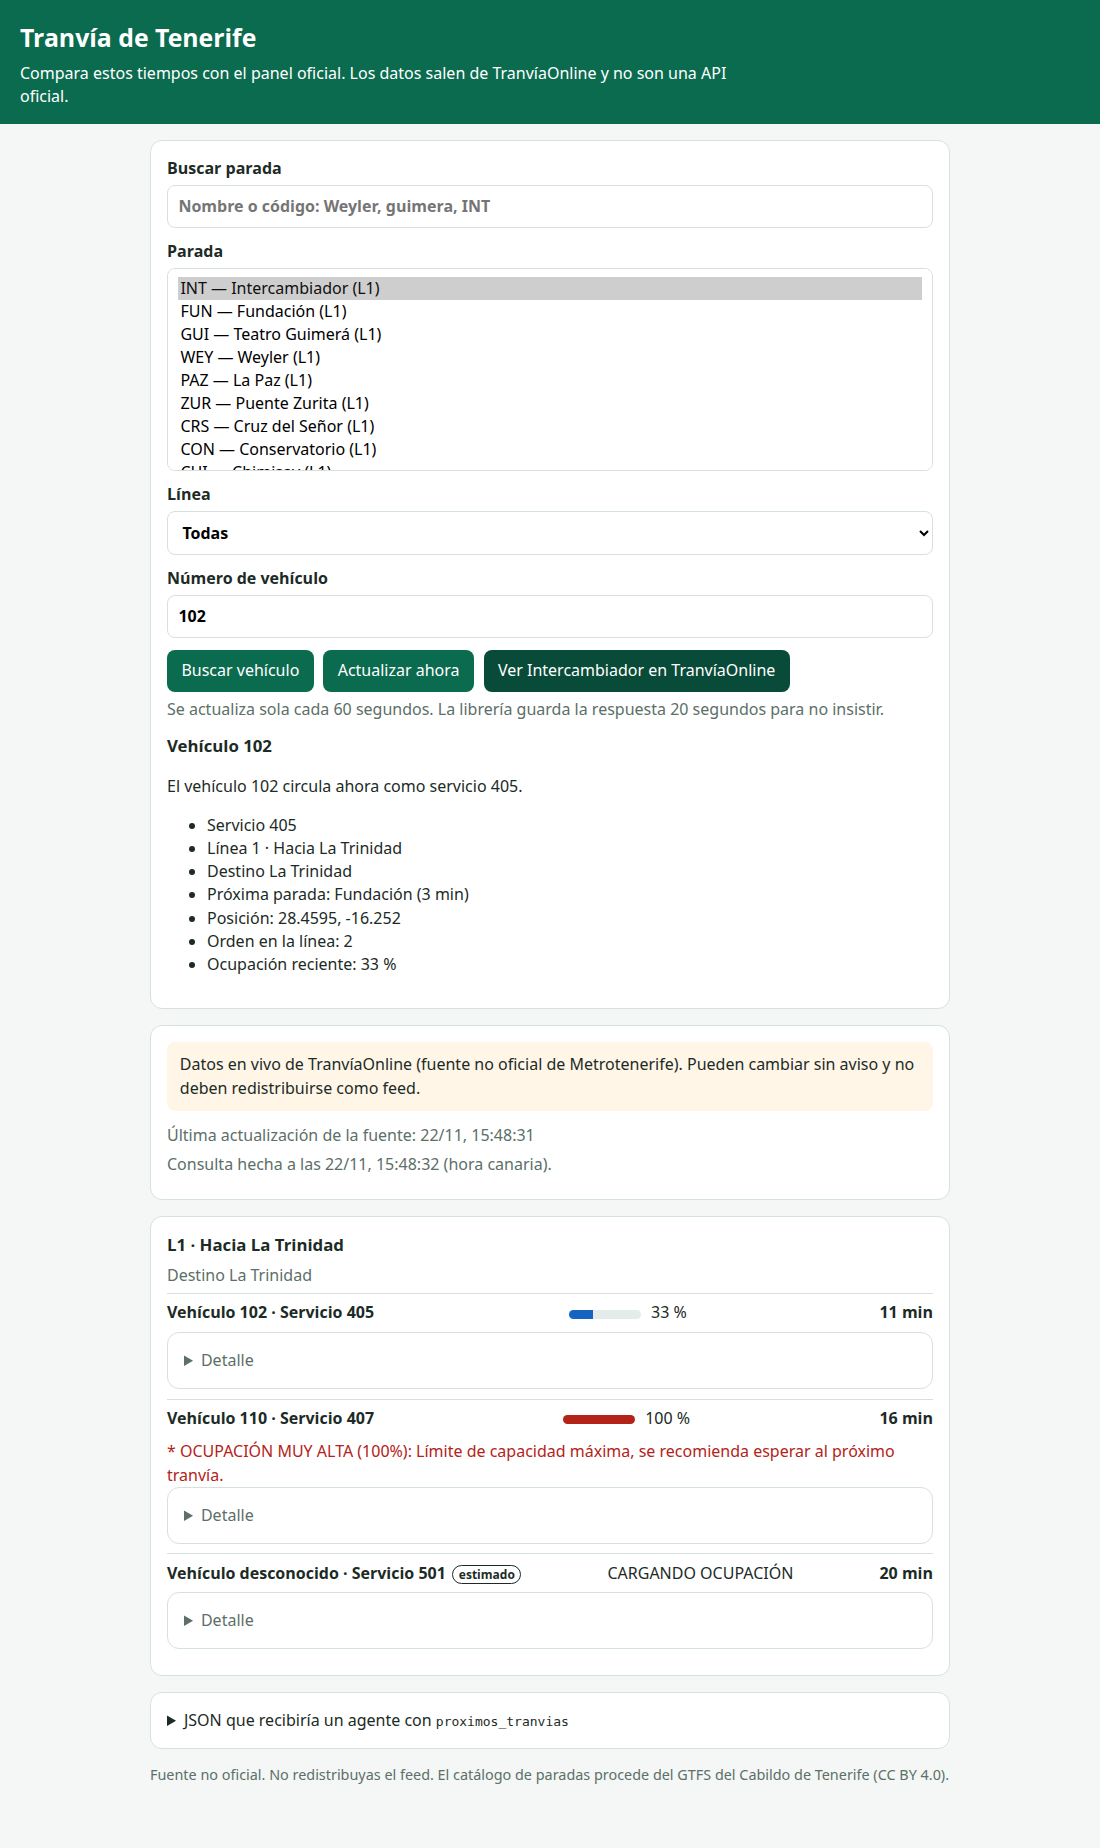 Tranvía de Tenerife
Compara estos tiempos con el panel oficial. Los datos salen de TranvíaOnline y no son una API
oficial.
Buscar parada
Nombre o código: Weyler, guimera, INT
Parada
INT — Intercambiador (L1)
FUN — Fundación (L1)
GUI — Teatro Guimerá (L1)
WEY — Weyler (L1)
PAZ — La Paz (L1)
ZUR — Puente Zurita (L1)
CRS — Cruz del Señor (L1)
CON — Conservatorio (L1)
Línea
Todas
Número de vehículo
102
Buscar vehículo Actualizar ahora Ver Intercambiador en TranvíaOnline
Se actualiza sola cada 60 segundos. La librería guarda la respuesta 20 segundos para no insistir.
Vehículo 102
El vehículo 102 circula ahora como servicio 405.
Servicio 405
Línea 1 · Hacia La Trinidad
Destino La Trinidad
Próxima parada: Fundación (3 min)
Posición: 28.4595, -16.252
Orden en la línea: 2
Ocupación reciente: 33 %
Datos en vivo de TranvíaOnline (fuente no oficial de Metrotenerife). Pueden cambiar sin aviso y no
deben redistribuirse como feed.
Última actualización de la fuente: 22/11, 15:48:31
Consulta hecha a las 22/11, 15:48:32 (hora canaria).
L1 · Hacia La Trinidad
Destino La Trinidad
Vehículo 102 · Servicio 405 33 % 11 min
Detalle
Vehículo 110 · Servicio 407 100 % 16 min
* OCUPACIÓN MUY ALTA (100%): Límite de capacidad máxima, se recomienda esperar al próximo
tranvía.
Detalle
Vehículo desconocido · Servicio 501 estimado CARGANDO OCUPACIÓN 20 min
Detalle
JSON que recibiría un agente con proximos_tranvias
Fuente no oficial. No redistribuyas el feed. El catálogo de paradas procede del GTFS del Cabildo de Tenerife (CC BY 4.0).